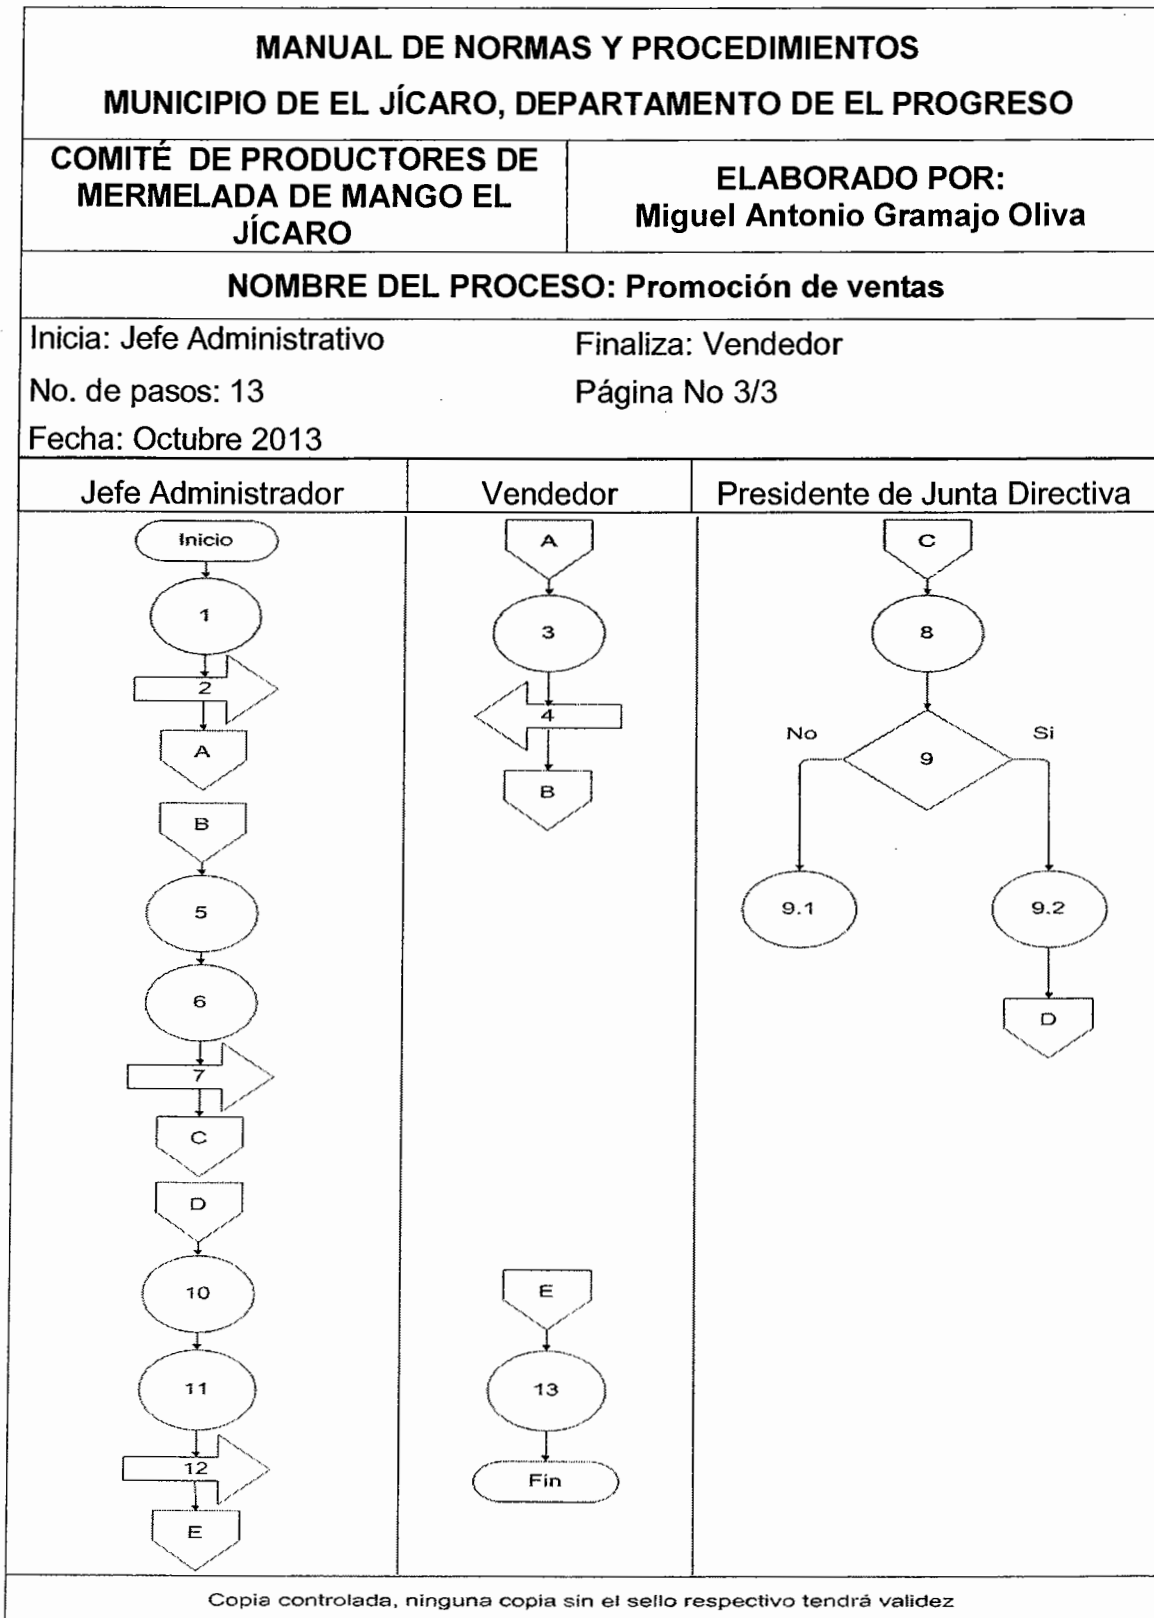 MANUAL DE NORMAS Y PROCEDIMIENTOS
MUNICIPIO DE EL JÍCARO, DEPARTAMENTO DE EL PROGRESO
COMITÉ DE PRODUCTORES DE
MERMELADA DE MANGO EL
JÍCARO
ELABORADO POR:
Miguel Antonio Gramajo Oliva
NOMBRE DEL PROCESO: Promoción de ventas
Inicia: Jefe Administrativo
Finaliza: Vendedor
No. de pasos: 13
Página No 3/3
Fecha: Octubre 2013
Jefe Administrador
Vendedor
Presidente de Junta Directiva
Inicio
1
2
A
B
5
6
7
C
D
10
11
12
E
A
3
4
B
E
13
Fin
C
8
9
No
Si
9.1
9.2
D
Copia controlada, ninguna copia sin el sello respectivo tendrá validez